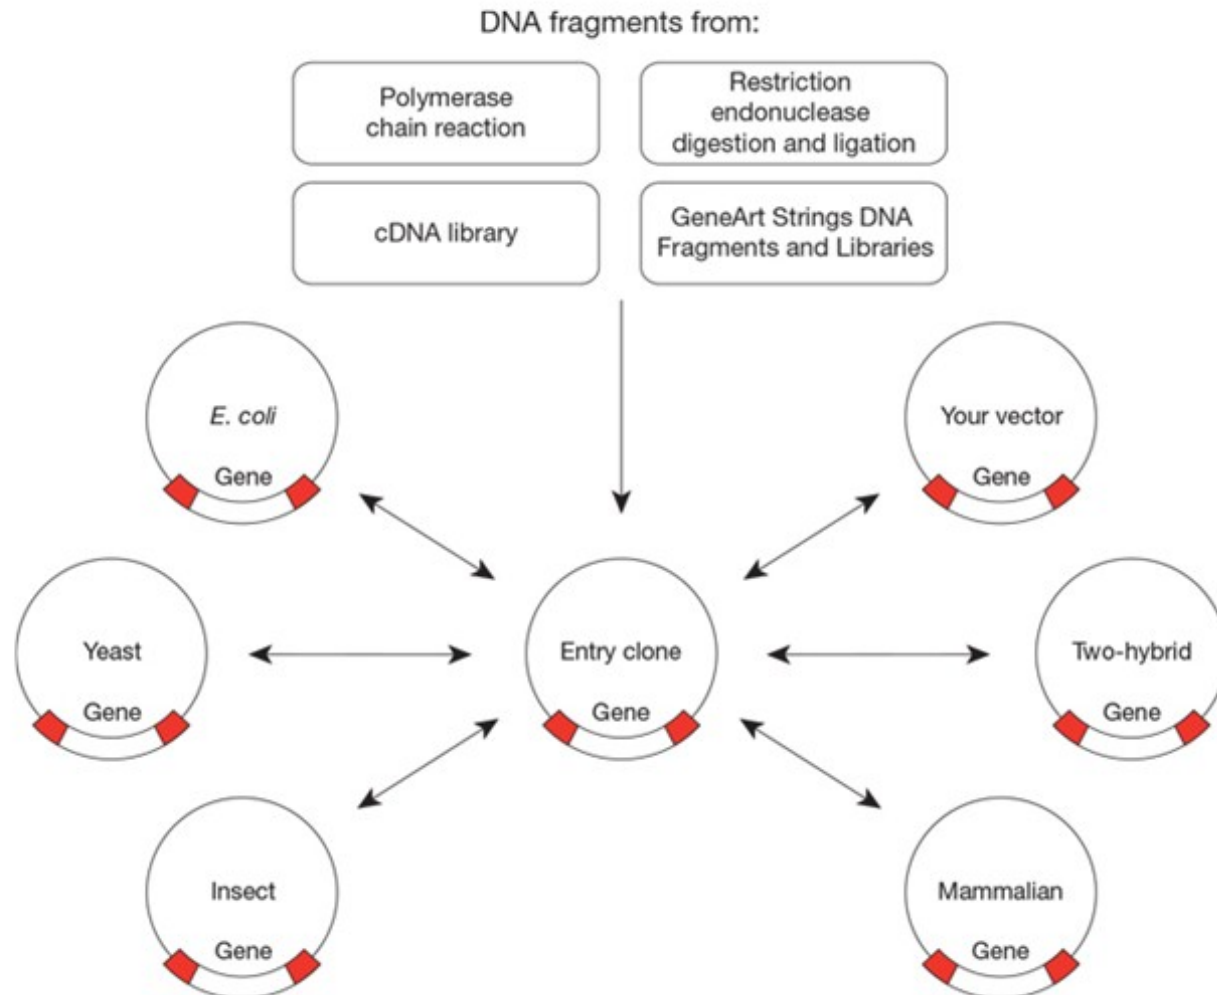 DNA fragments from:
Polymerase
chain reaction
Restriction
endonuclease
digestion and ligation
cDNA library
GeneArt Strings DNA
Fragments and Libraries
E. coli
Gene
Your vector
Gene
Yeast
Gene
Entry clone
Gene
Two-hybrid
Gene
Insect
Gene
Mammalian
Gene